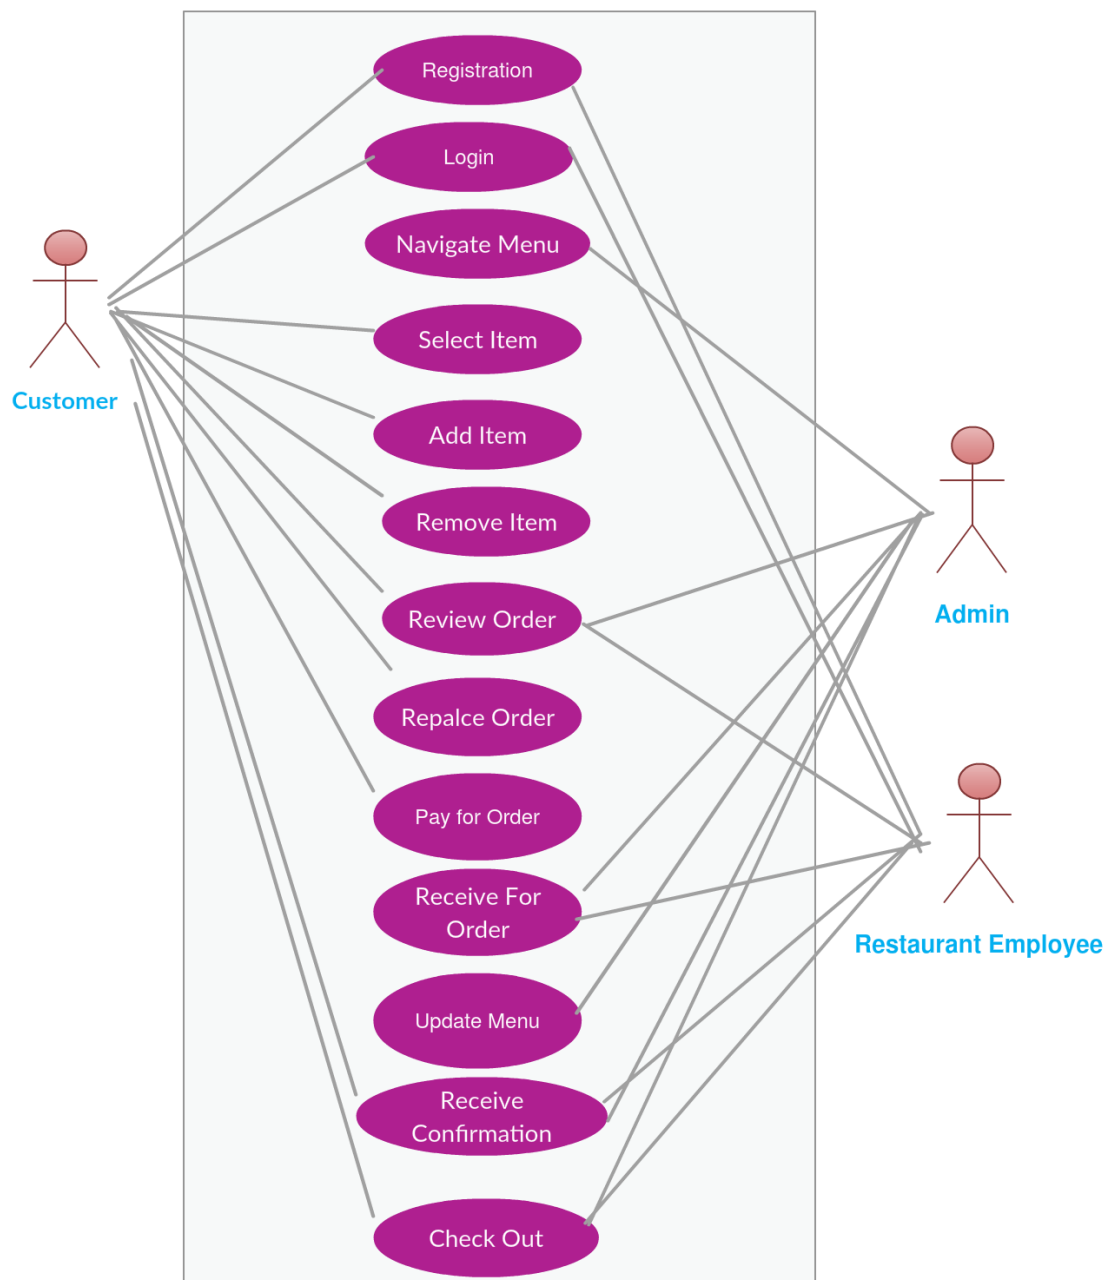 Registration
Login
Navigate Menu
Select Item
Customer
Add Item
Remove Item
Review Order
Admin
Repalce Order
Pay for Order
Receive For
Order
Restaurant Employee
Update Menu
Receive
Confirmation
Check Out